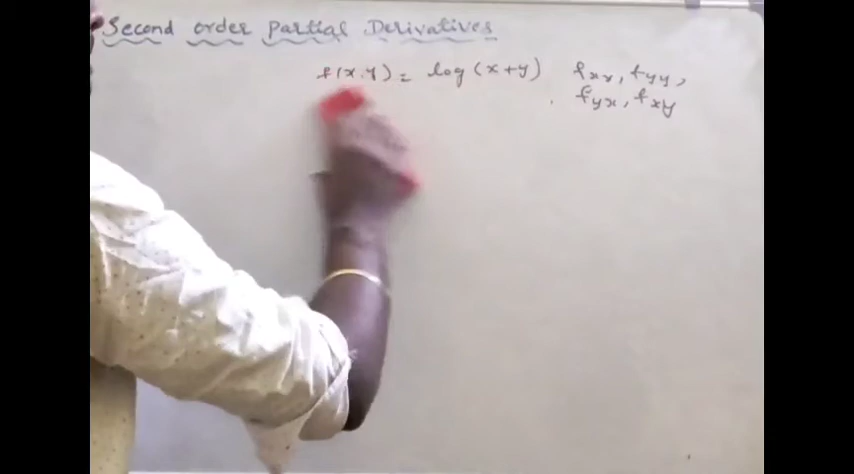 Second order Partial Derivatives
f(x,y) = log(x+y) fxx, fyy,
fyx, fxy